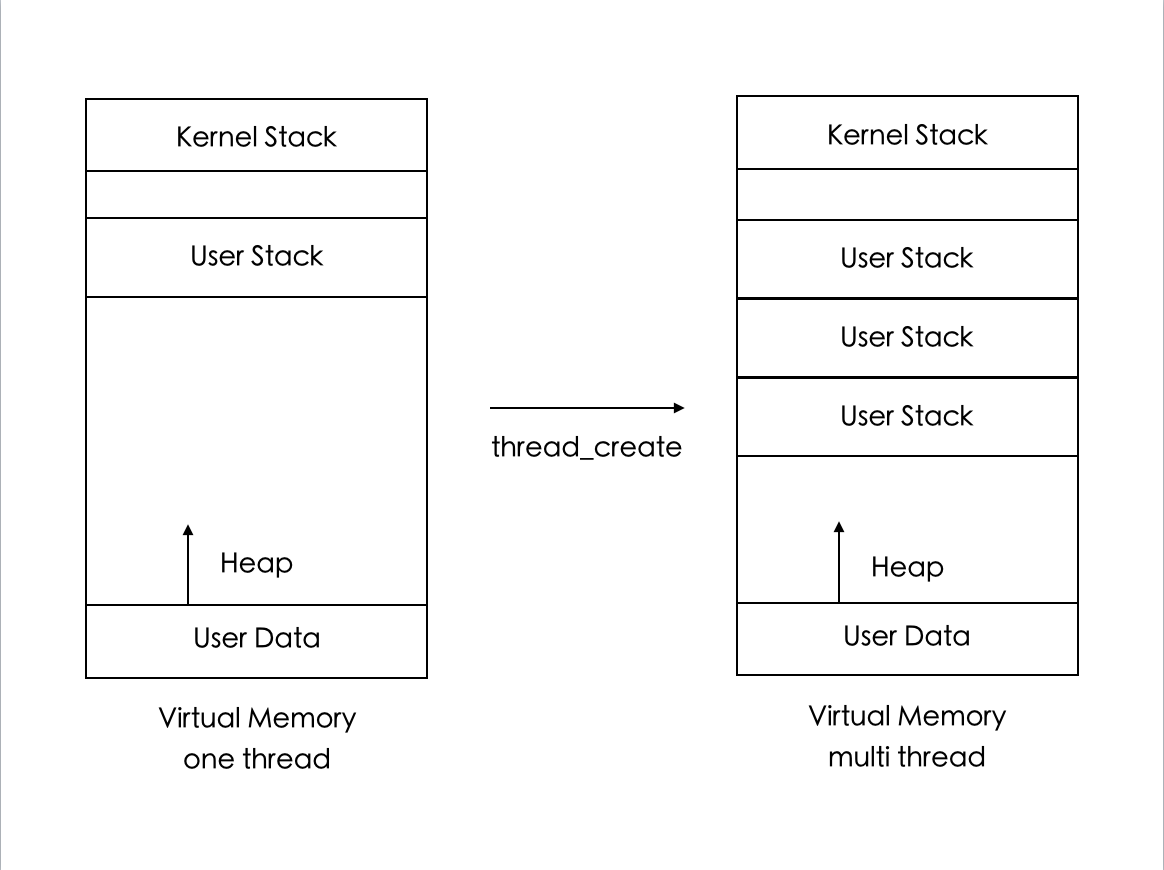 Kernel Stack
User Stack
Heap
User Data
Virtual Memory
one thread
thread_create
Kernel Stack
User Stack
User Stack
User Stack
Heap
User Data
Virtual Memory
multi thread